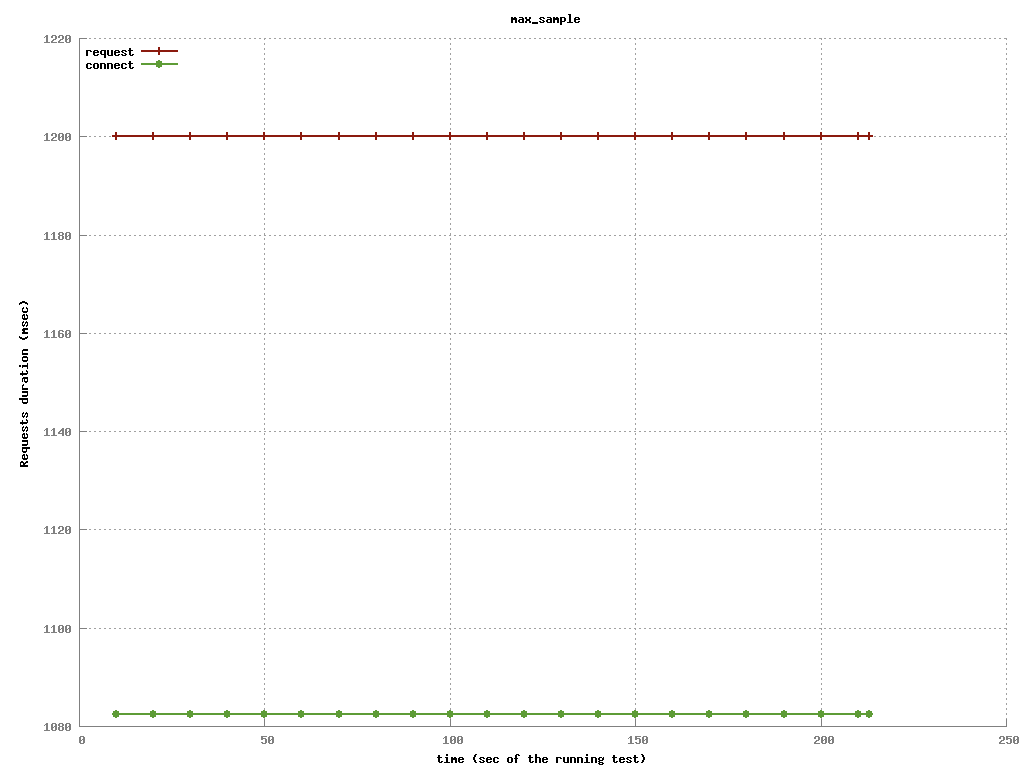 max_sample
1220
request
connect
1200
1180
1160
1140
1120
1100
1080
Requests duration (msec)
0 50 100 150 200 250
time (sec of the running test)